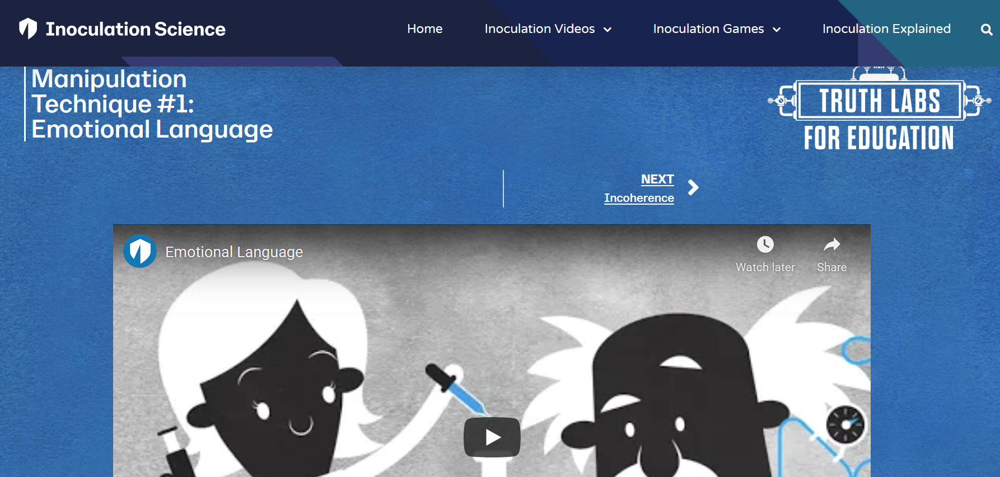 Inoculation Science
Home
Inoculation Videos
Inoculation Games
Inoculation Explained
Manipulation
Technique #1:
Emotional Language
TRUTH LABS
FOR EDUCATION
NEXT
Incoherence
Emotional Language
Watch later
Share